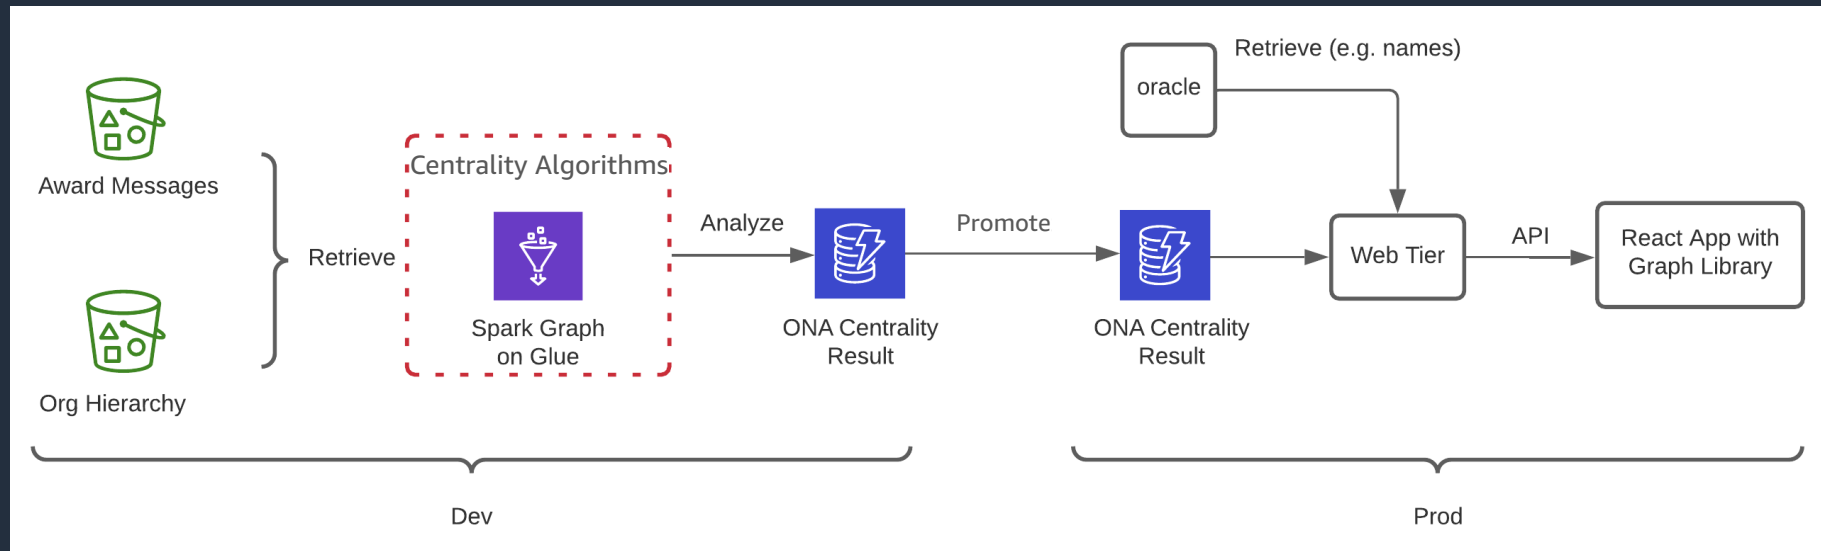 Award Messages
Org Hierarchy
Retrieve
Centrality Algorithms
Spark Graph
on Glue
Analyze
ONA Centrality
Result
Promote
ONA Centrality
Result
oracle
Retrieve (e.g. names)
Web Tier
API
React App with
Graph Library
Dev
Prod